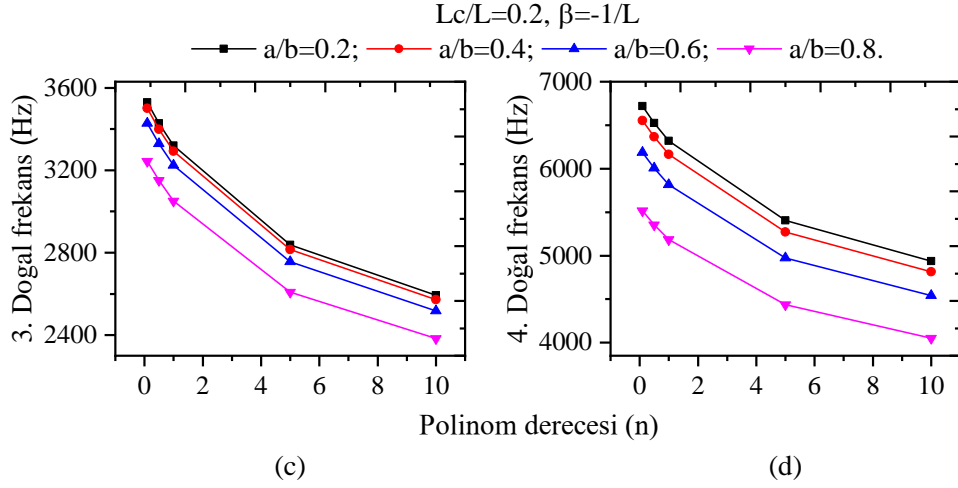 Lc/L=0.2, β=-1/L
a/b=0.2; a/b=0.4; a/b=0.6; a/b=0.8.
3. Dogal frekans (Hz)
3600
3200
2800
2400
0 2 4 6 8 10
4. Doğal frekans (Hz)
7000
6000
5000
4000
0 2 4 6 8 10
Polinom derecesi (n)
(c) (d)